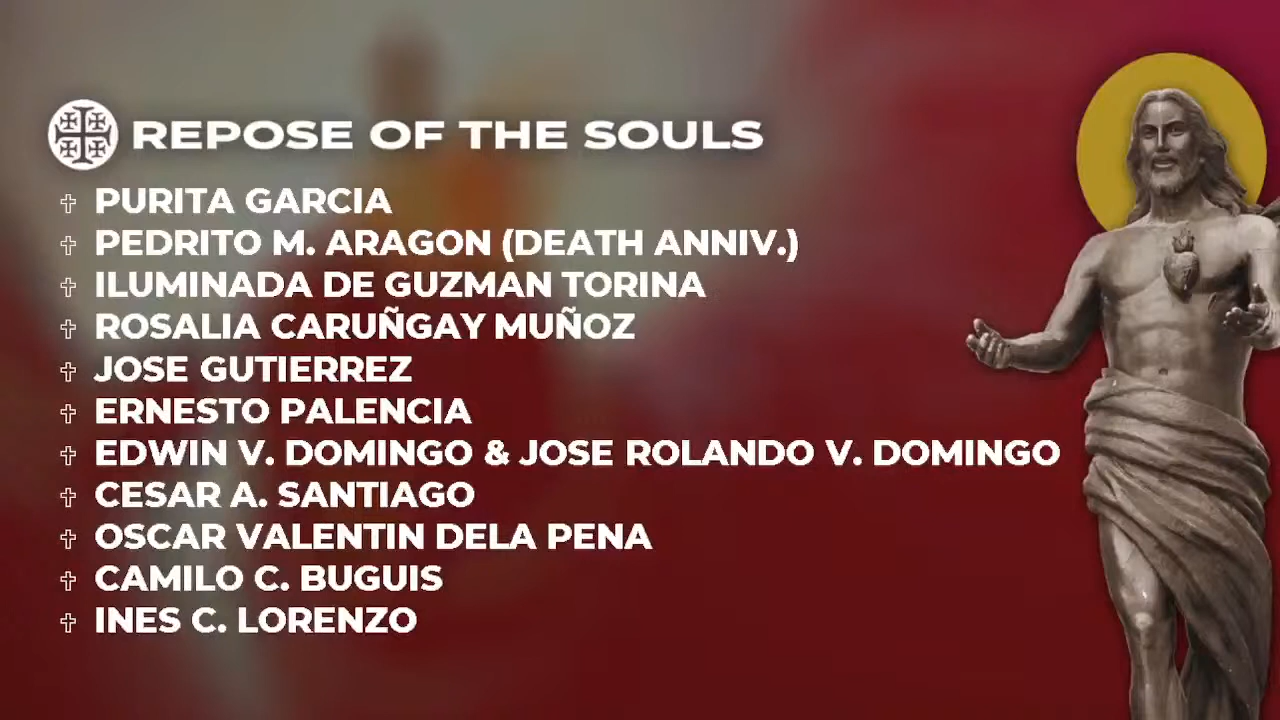 REPOSE OF THE SOULS
PURITA GARCIA
PEDRITO M. ARAGON (DEATH ANNIV.)
ILUMINADA DE GUZMAN TORINA
ROSALIA CARUÑGAY MUÑOZ
JOSE GUTIERREZ
ERNESTO PALENCIA
EDWIN V. DOMINGO & JOSE ROLANDO V. DOMINGO
CESAR A. SANTIAGO
OSCAR VALENTIN DELA PENA
CAMILO C. BUGUIS
INES C. LORENZO